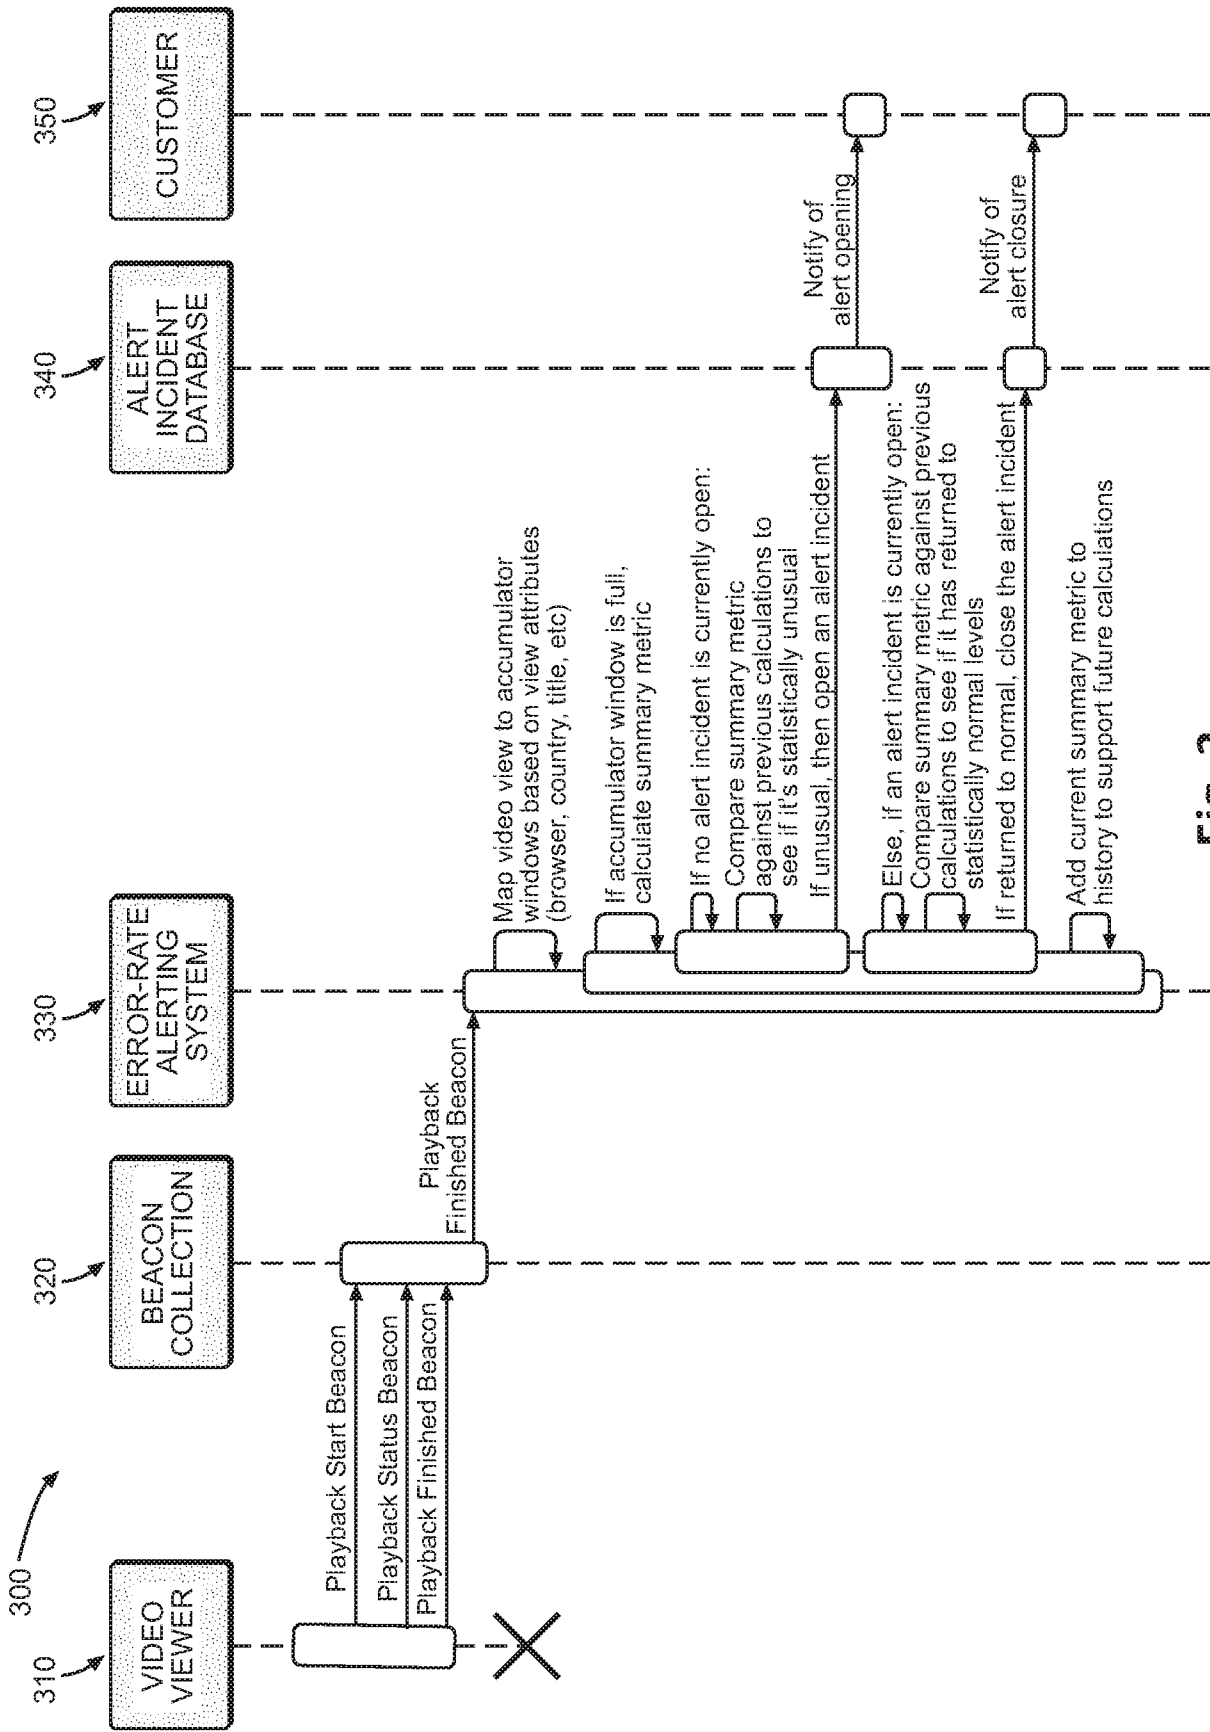 300
310
VIDEO
VIEWER
320
BEACON
COLLECTION
330
ERROR-RATE
ALERTING
SYSTEM
340
ALERT
INCIDENT
DATABASE
350
CUSTOMER
Playback Start Beacon
Playback Status Beacon
Playback Finished Beacon
Playback
Finished Beacon
Map video view to accumulator
windows based on view attributes
(browser, country, title, etc)
If accumulator window is full,
calculate summary metric
If no alert incident is currently open:
Compare summary metric
against previous calculations to
see if it's statistically unusual
If unusual, then open an alert incident
Notify of
alert opening
Else, if an alert incident is currently open:
Compare summary metric against previous
calculations to see if it has returned to
statistically normal levels
If returned to normal, close the alert incident
Notify of
alert closure
Add current summary metric to
history to support future calculations